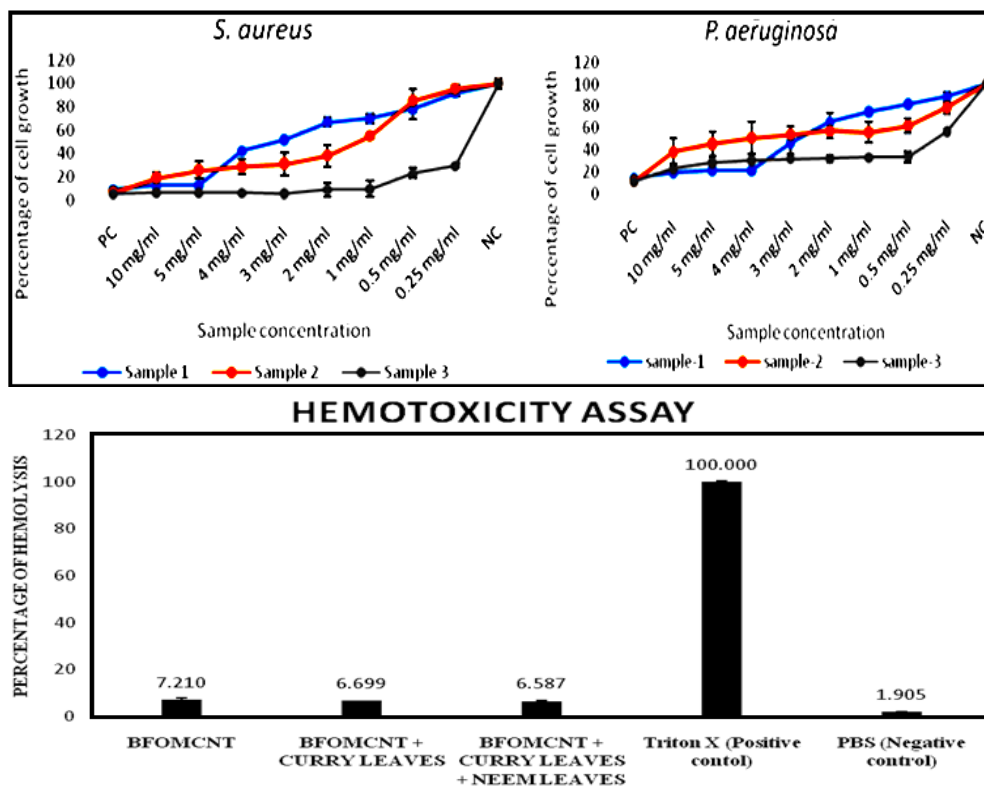 S. aureus
Percentage of cell growth
120
100
80
60
40
20
0
PC
10 mg/ml
5 mg/ml
4 mg/ml
3 mg/ml
2 mg/ml
1 mg/ml
0.5 mg/ml
0.25 mg/ml
NC
Sample concentration
Sample 1
Sample 2
Sample 3
P. aeruginosa
Percentage of cell growth
120
100
80
60
40
20
0
PC
10 mg/ml
5 mg/ml
4 mg/ml
3 mg/ml
2 mg/ml
1 mg/ml
0.5 mg/ml
0.25 mg/ml
NC
Sample concentration
sample-1
sample-2
sample-3
HEMOTOXICITY ASSAY
PERCENTAGE OF HEMOLYSIS
120
100
80
60
40
20
0
7.210
6.699
6.587
100.000
1.905
BFOMCNT
BFOMCNT +
CURRY LEAVES
BFOMCNT +
CURRY LEAVES
+ NEEM LEAVES
Triton X (Positive
contol)
PBS (Negative
control)